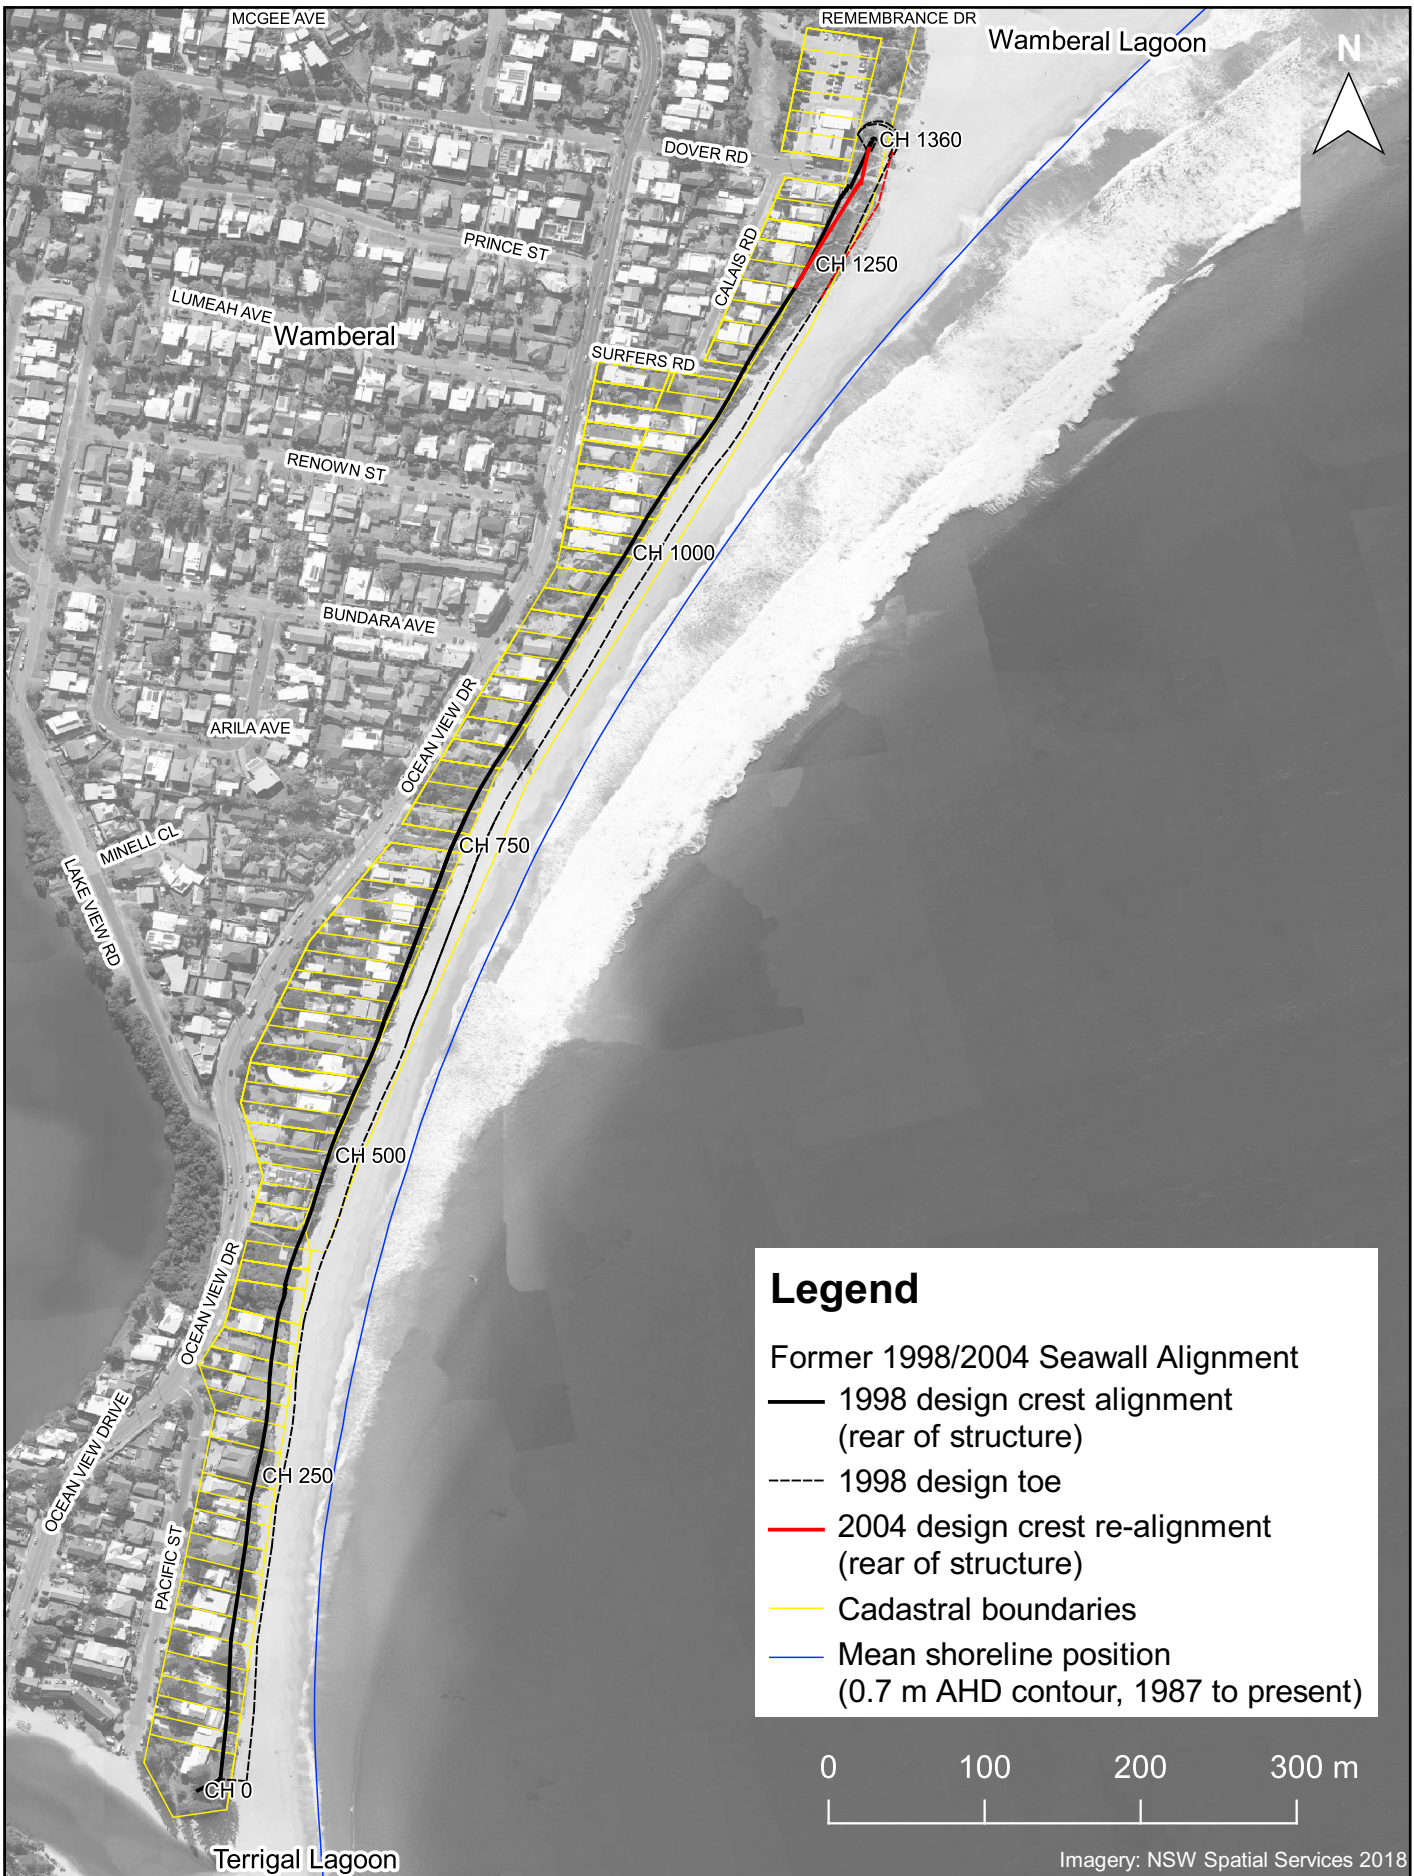 MCGEE AVE
REMEMBRANCE DR
Wamberal Lagoon
N
CH 1360
DOVER RD
PRINCE ST
CALAIS RD
CH 1250
LUMEAH AVE
Wamberal
SURFERS RD
RENOWN ST
CH 1000
BUNDARA AVE
OCEAN VIEW DR
ARILA AVE
MINELL CL
CH 750
LAKE VIEW RD
CH 500
OCEAN VIEW DR
OCEAN VIEW DRIVE
CH 250
PACIFIC ST
CH 0
Terrigal Lagoon
Legend
Former 1998/2004 Seawall Alignment
1998 design crest alignment
(rear of structure)
1998 design toe
2004 design crest re-alignment
(rear of structure)
Cadastral boundaries
Mean shoreline position
(0.7 m AHD contour, 1987 to present)
0 100 200 300 m
Imagery: NSW Spatial Services 2018